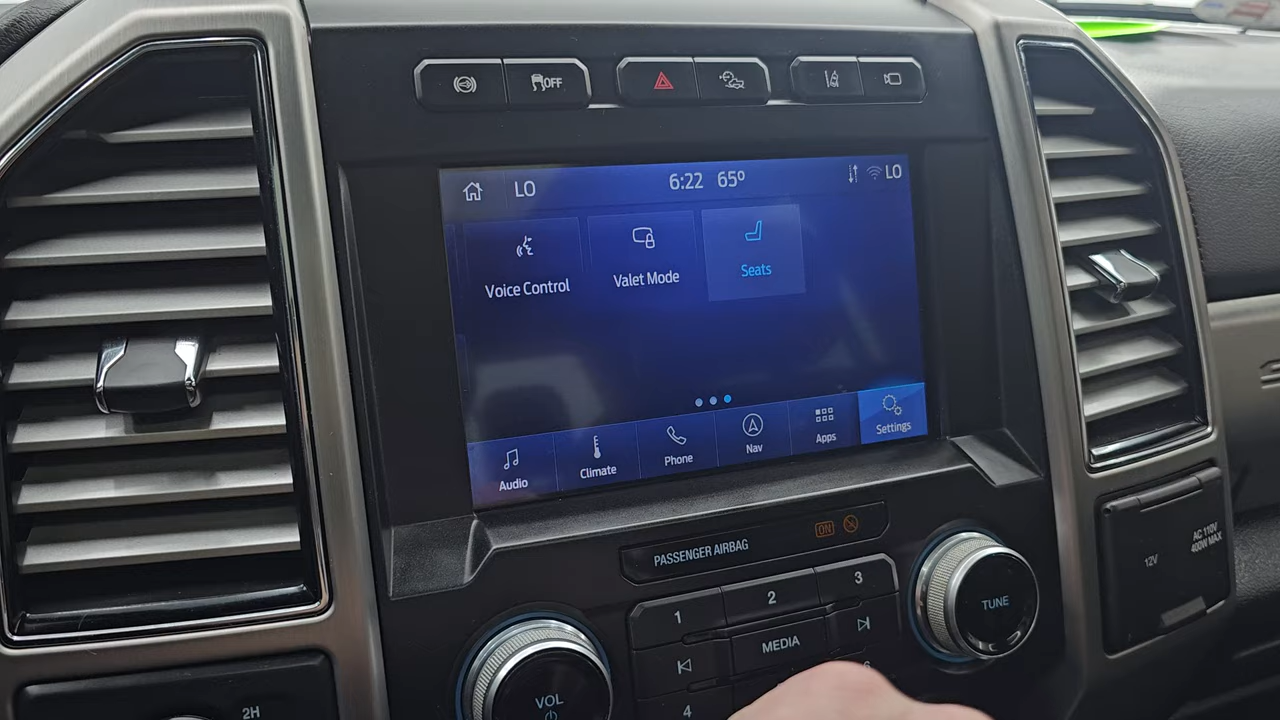 OFF
LO
6:22 65º
LO
Voice Control
Valet Mode
Seats
Audio
Climate
Phone
Nav
Apps
Settings
PASSENGER AIRBAG
ON
1
2
3
MEDIA
4
VOL
TUNE
12V
AC 110V
400W MAX
2H